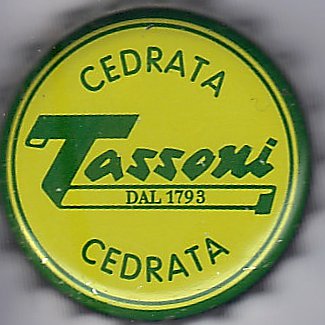 CEDRATA
Tassoni
DAL 1793
CEDRATA